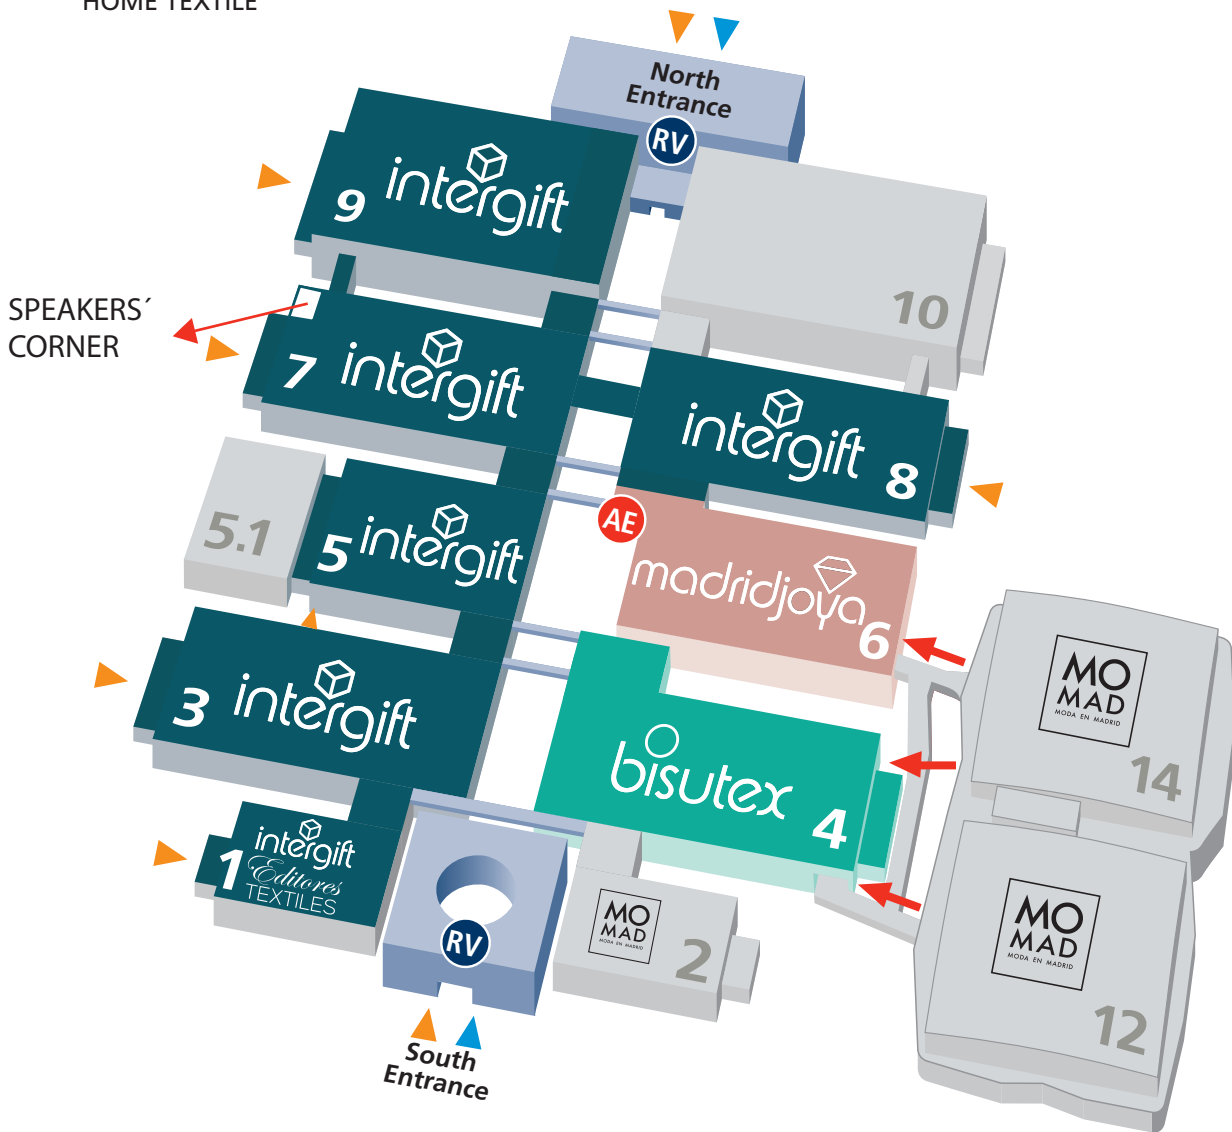 HOME TEXTILE
North
Entrance
RV
intergift
9
10
SPEAKERS´
CORNER
intergift
7
intergift
8
5.1
intergift
5
AE
madridjoya
6
intergift
3
MO
MAD
MODA EN MADRID
14
bisutex
4
intergift
Editores
TEXTILES
1
MO
MAD
MODA EN MADRID
2
MO
MAD
MODA EN MADRID
12
RV
South
Entrance